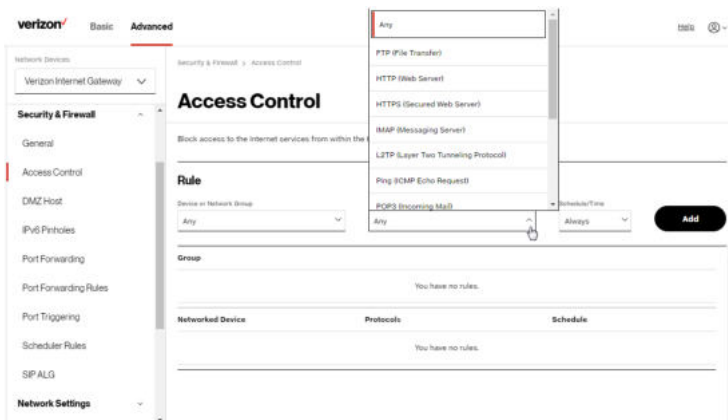 verizon✓ Basic Advanced Help
Network Devices
Verizon Internet Gateway
Security & Firewall
General
Access Control
DMZ Host
IPv6 Pinholes
Port Forwarding
Port Forwarding Rules
Port Triggering
Scheduler Rules
SIP ALG
Network Settings
Security & Firewall > Access Control
Access Control
Block access to the internet services from within the
Rule
Device or Network Group
Any
Any
FTP (File Transfer)
HTTP (Web Server)
HTTPS (Secured Web Server)
IMAP (Messaging Server)
L2TP (Layer Two Tunneling Protocol)
Ping (ICMP Echo Request)
POP3 (Incoming Mail)
Any
Schedule/Time
Always
Add
Group
You have no rules.
Networked Device Protocols Schedule
You have no rules.